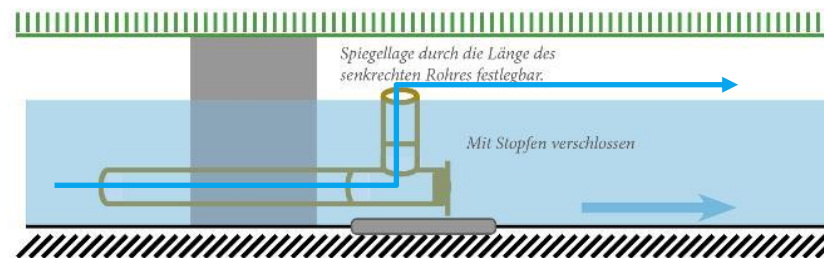 Spiegellage durch die Länge des
senkrechten Rohres festlegbar.
Mit Stopfen verschlossen